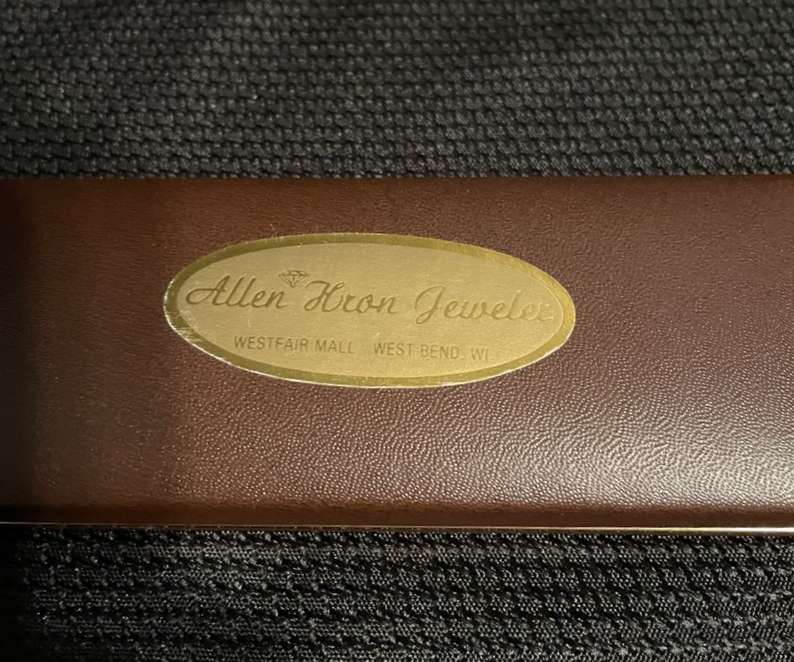 Allen Hron Jeweler
WESTFAIR MALL WEST BEND, WI